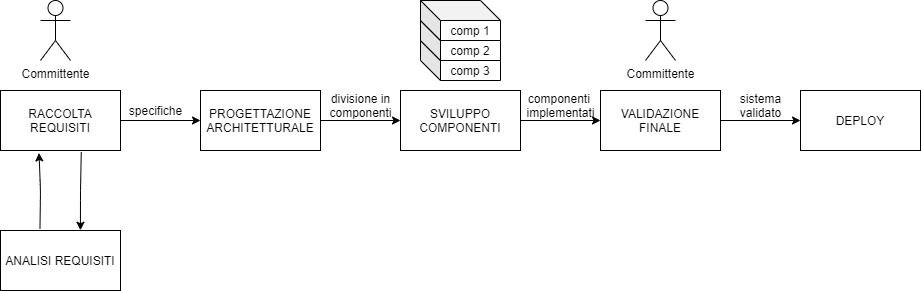 Committente
comp 1
comp 2
comp 3
Committente
RACCOLTA
REQUISITI
specifiche
PROGETTAZIONE
ARCHITETTURALE
divisione in
componenti
SVILUPPO
COMPONENTI
componenti
implementati
VALIDAZIONE
FINALE
sistema
validato
DEPLOY
ANALISI REQUISITI